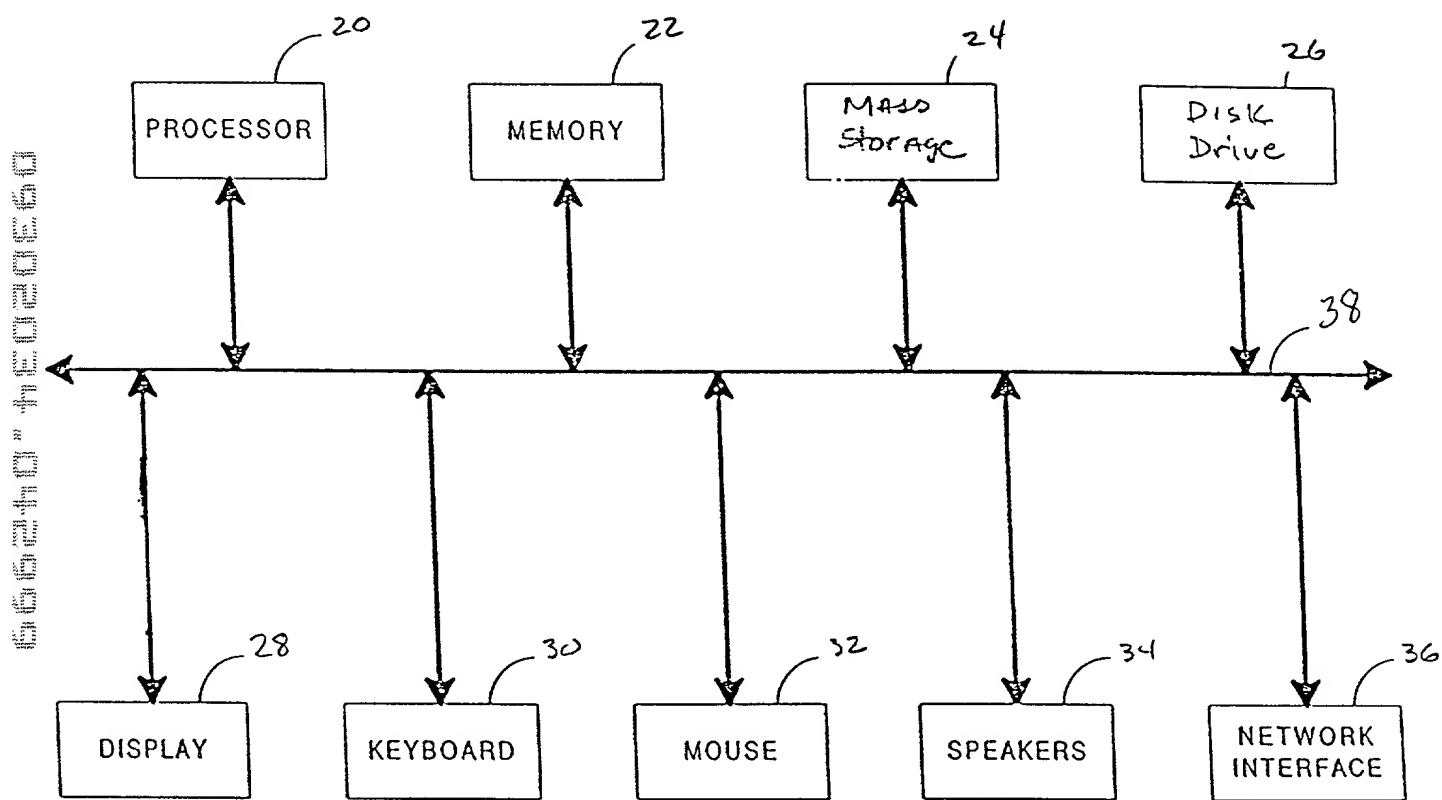 20
22
24
26
PROCESSOR
MEMORY
Mass
Storage
Disk
Drive
38
28
30
32
34
36
DISPLAY
KEYBOARD
MOUSE
SPEAKERS
NETWORK
INTERFACE